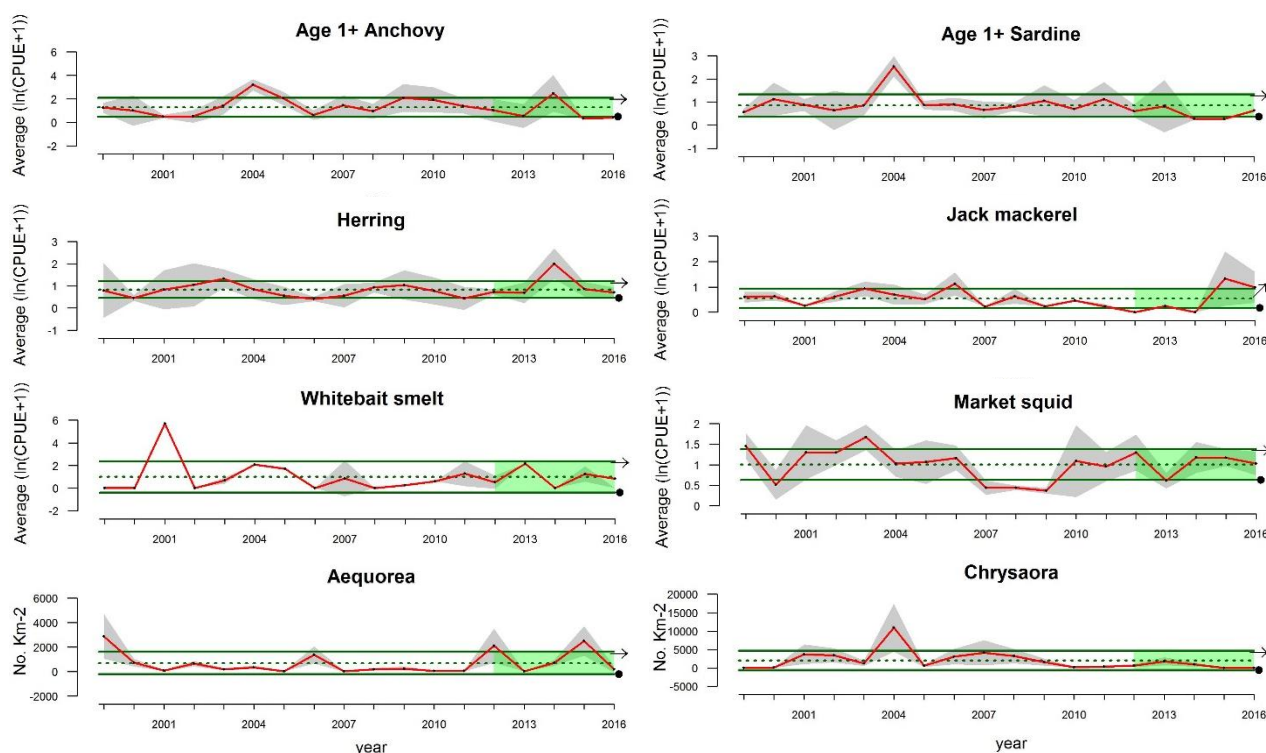 Age 1+ Anchovy
Average (ln(CPUE+1))
6
4
2
0
-2
2001 2004 2007 2010 2013 2016
Age 1+ Sardine
Average (ln(CPUE+1))
3
2
1
0
-1
2001 2004 2007 2010 2013 2016
Herring
Average (ln(CPUE+1))
3
2
1
0
-1
2001 2004 2007 2010 2013 2016
Jack mackerel
Average (ln(CPUE+1))
3
2
1
0
2001 2004 2007 2010 2013 2016
Whitebait smelt
Average (ln(CPUE+1))
6
4
2
0
-2
2001 2004 2007 2010 2013 2016
Market squid
Average (ln(CPUE+1))
2
1.5
1
0.5
0
2001 2004 2007 2010 2013 2016
Aequorea
No. Km-2
6000
4000
2000
0
-2000
2001 2004 2007 2010 2013 2016
year
Chrysaora
No. Km-2
20000
15000
10000
5000
0
-5000
2001 2004 2007 2010 2013 2016
year